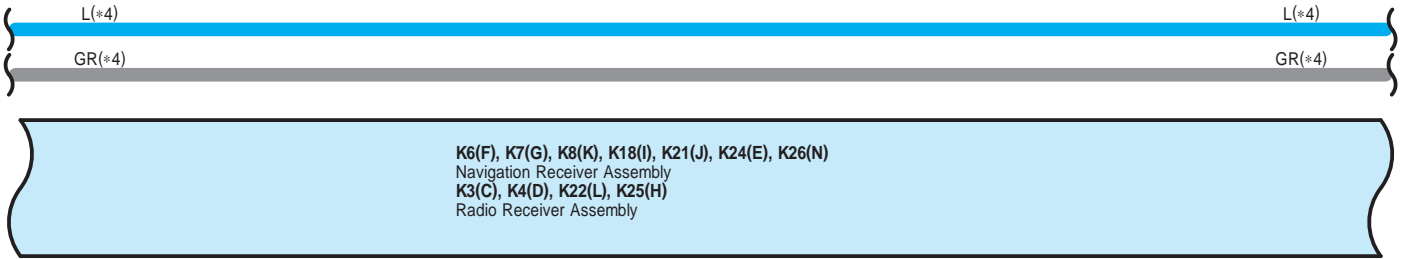 L(*4) L(*4)
GR(*4) GR(*4)
K6(F), K7(G), K8(K), K18(I), K21(J), K24(E), K26(N)
Navigation Receiver Assembly
K3(C), K4(D), K22(L), K25(H)
Radio Receiver Assembly